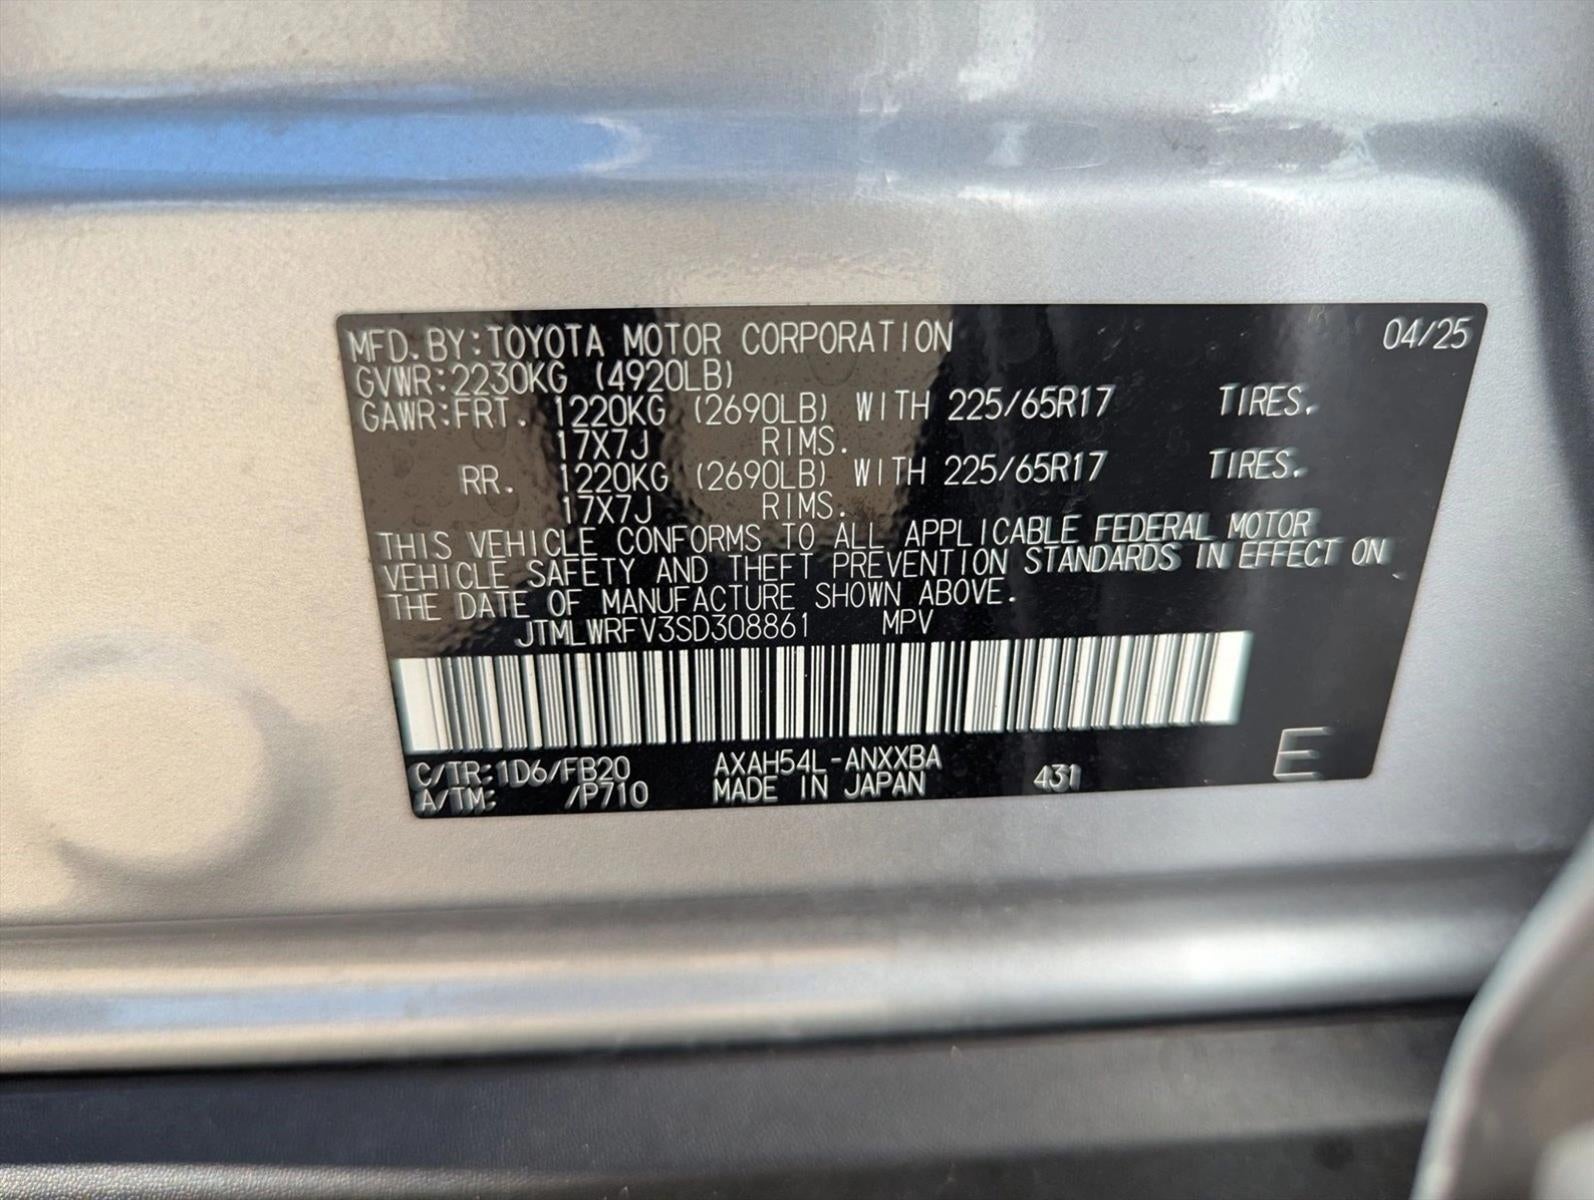 MFD. BY:TOYOTA MOTOR CORPORATION 04/25
GVWR:2230KG (4920LB)
GAWR:FRT. 1220KG (2690LB) WITH 225/65R17 TIRES.
17X7J RIMS.
RR. 1220KG (2690LB) WITH 225/65R17 TIRES.
17X7J RIMS.
THIS VEHICLE CONFORMS TO ALL APPLICABLE FEDERAL MOTOR
VEHICLE SAFETY AND THEFT PREVENTION STANDARDS IN EFFECT ON
THE DATE OF MANUFACTURE SHOWN ABOVE.
JTMLWRFV3SD308861 MPV
C/TR:1D6/FB20 AXAH54L-ANXXBA
A/TM: /P710 MADE IN JAPAN 431 E